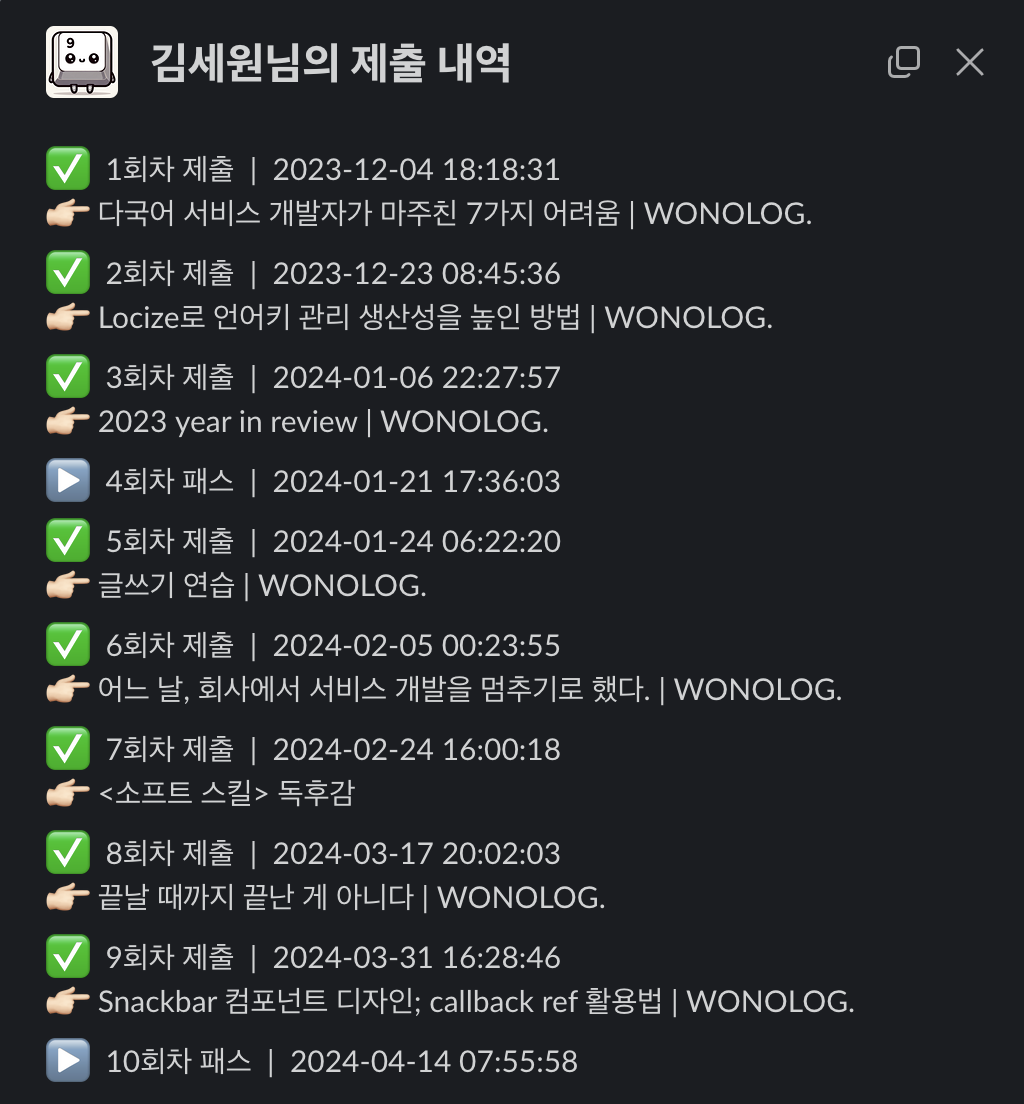 9
김세원님의 제출 내역
1회차 제출 | 2023-12-04 18:18:31
다국어 서비스 개발자가 마주친 7가지 어려움 | WONOLOG.
2회차 제출 | 2023-12-23 08:45:36
Locize로 언어키 관리 생산성을 높인 방법 | WONOLOG.
3회차 제출 | 2024-01-06 22:27:57
2023 year in review | WONOLOG.
4회차 패스 | 2024-01-21 17:36:03
5회차 제출 | 2024-01-24 06:22:20
글쓰기 연습 | WONOLOG.
6회차 제출 | 2024-02-05 00:23:55
어느 날, 회사에서 서비스 개발을 멈추기로 했다. | WONOLOG.
7회차 제출 | 2024-02-24 16:00:18
<소프트 스킬> 독후감
8회차 제출 | 2024-03-17 20:02:03
끝날 때까지 끝난 게 아니다 | WONOLOG.
9회차 제출 | 2024-03-31 16:28:46
Snackbar 컴포넌트 디자인; callback ref 활용법 | WONOLOG.
10회차 패스 | 2024-04-14 07:55:58